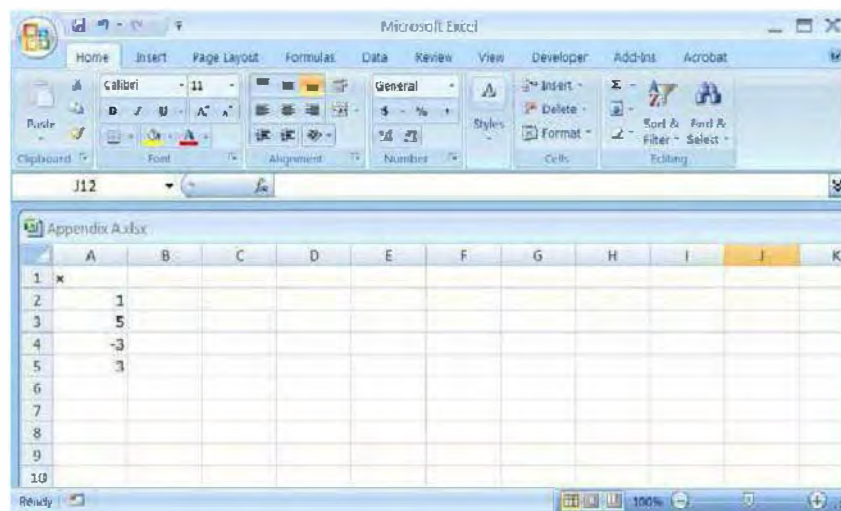 Microsoft Excel
Home Insert Page Layout Formulas Data Review View Developer Add-Ins Acrobat
Calibri 11 General Insert Σ
Paste B I U $ % , Styles Delete Sort & Filter Find & Select
A Format
Clipboard Font Alignment Number Cells Editing
J12 fx
Appendix A.xlsx
A B C D E F G H I J K
1 x
2 1
3 5
4 -3
5 3
6
7
8
9
10
Ready 100%